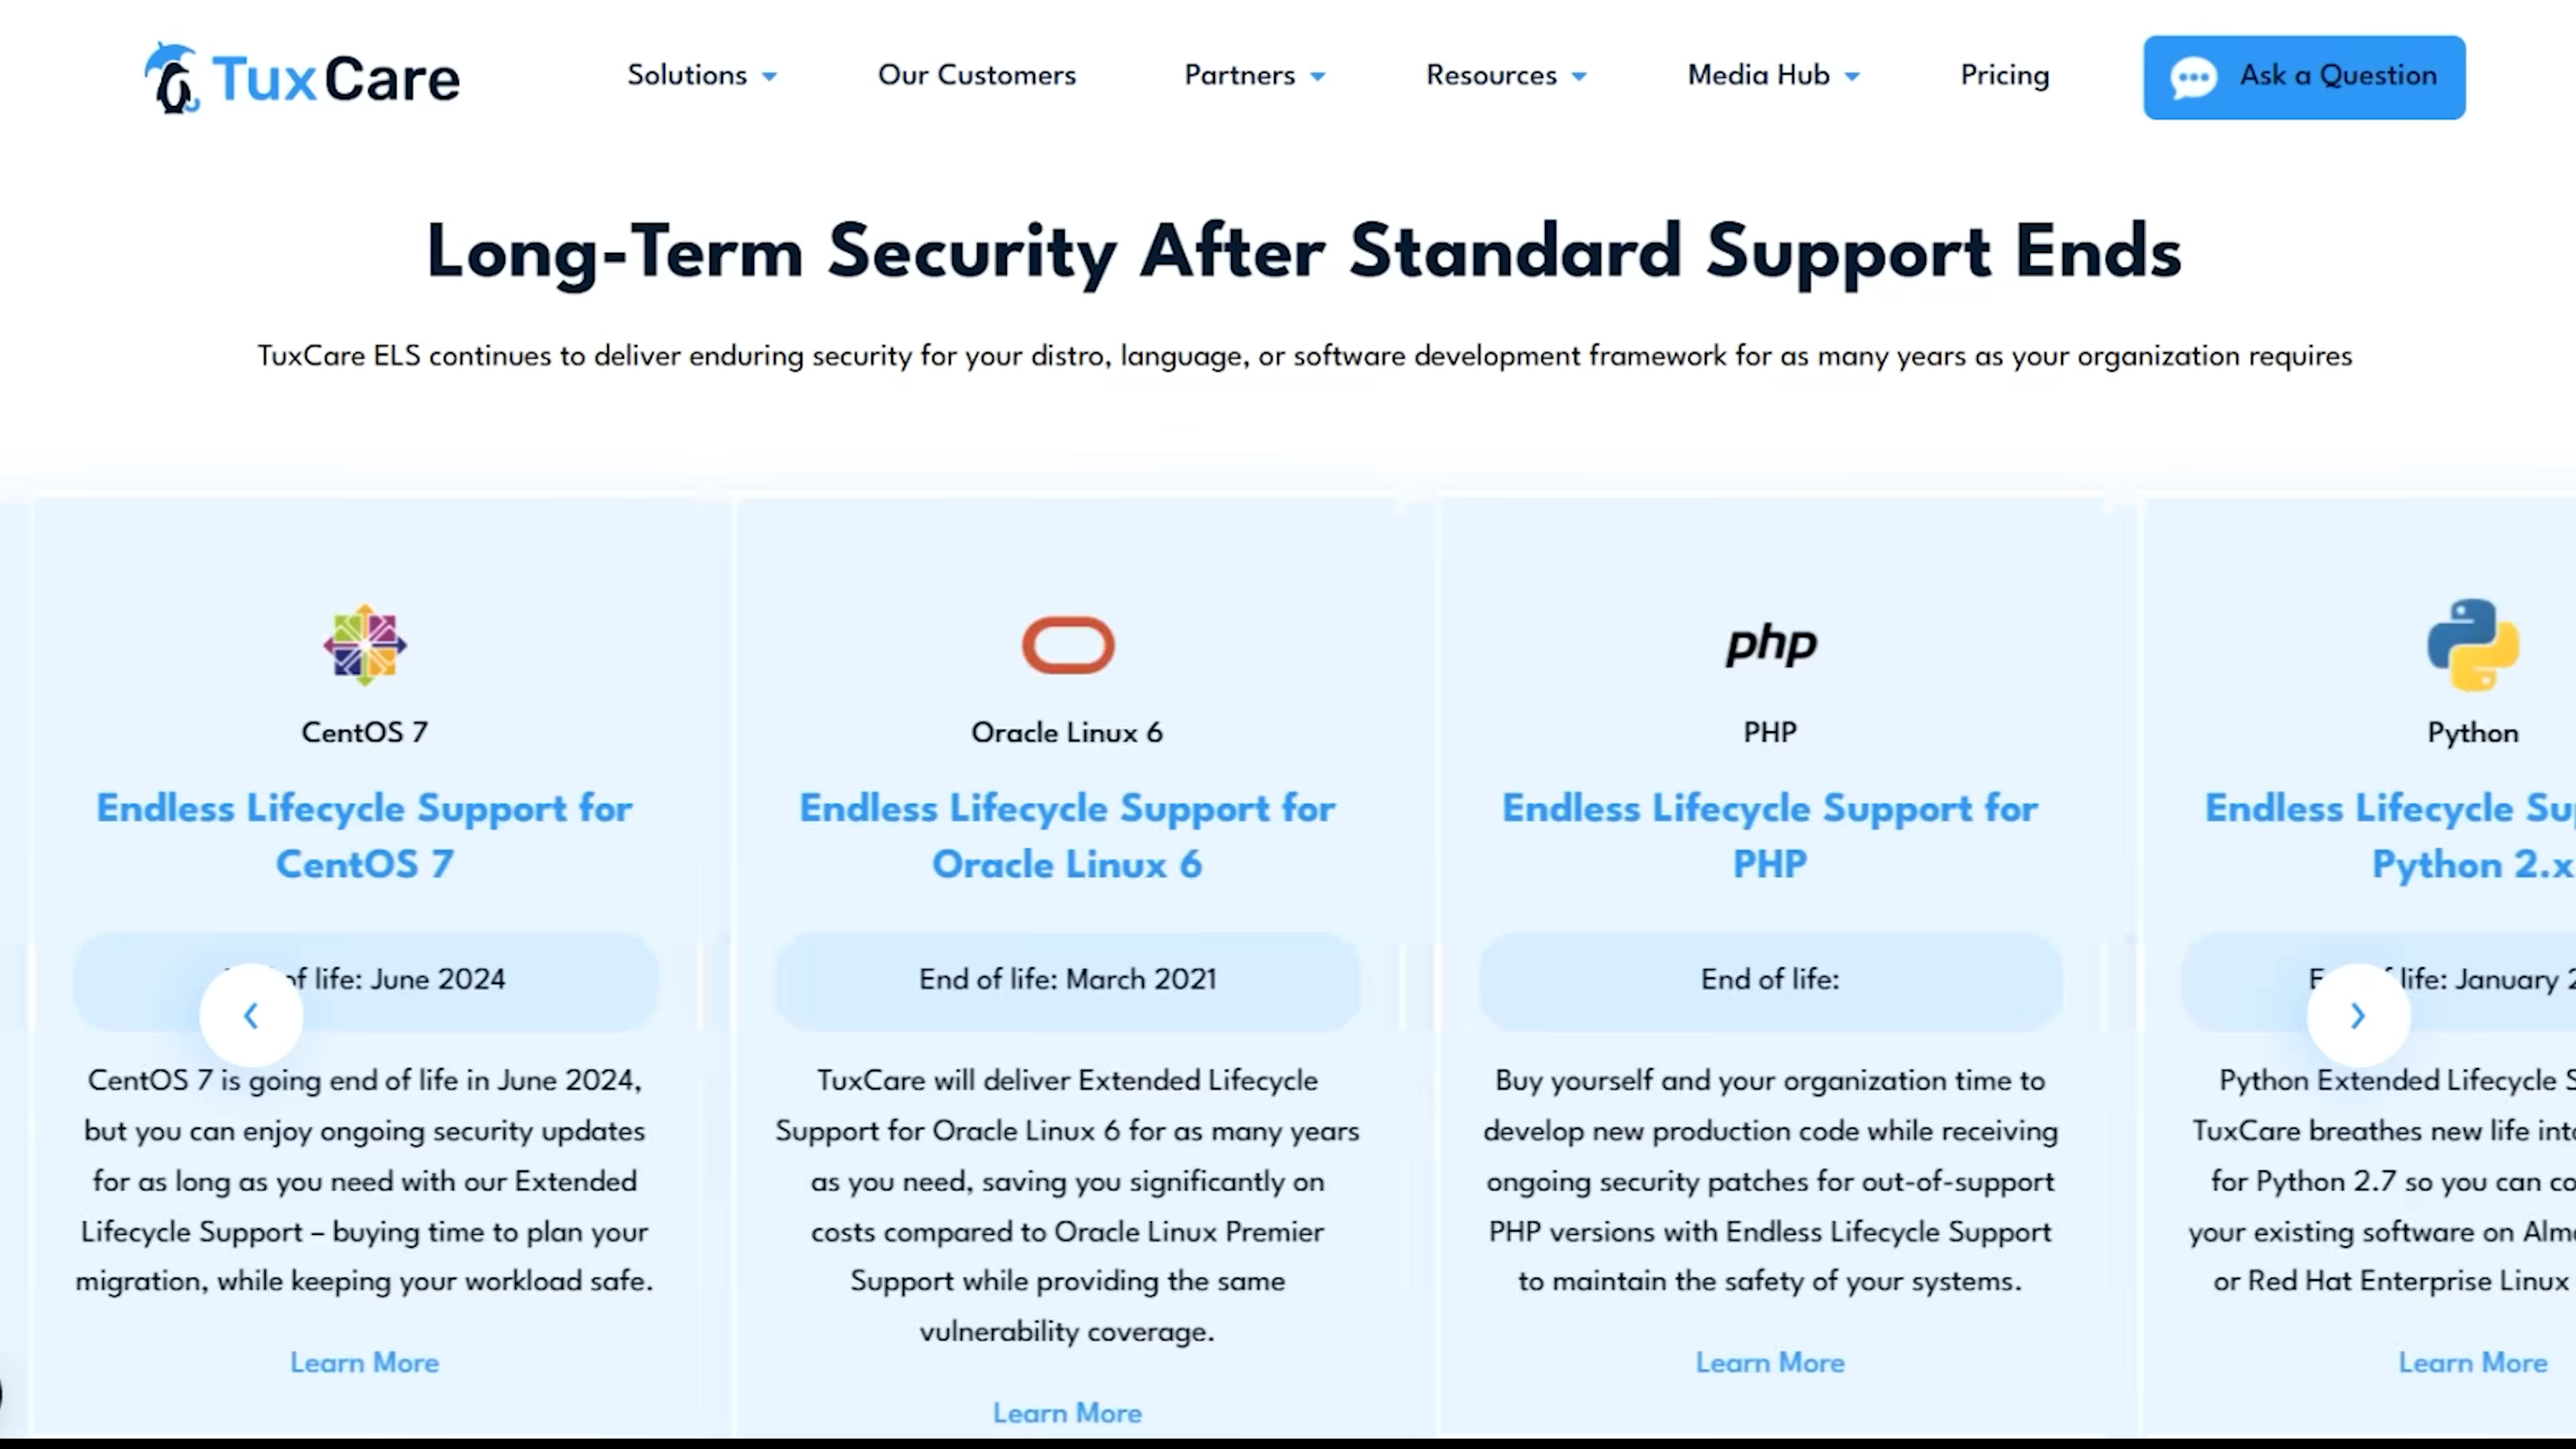 TuxCare
Solutions
Our Customers
Partners
Resources
Media Hub
Pricing
Ask a Question
Long-Term Security After Standard Support Ends
TuxCare ELS continues to deliver enduring security for your distro, language, or software development framework for as many years as your organization requires
CentOS 7
Endless Lifecycle Support for
CentOS 7
of life: June 2024
CentOS 7 is going end of life in June 2024,
but you can enjoy ongoing security updates
for as long as you need with our Extended
Lifecycle Support – buying time to plan your
migration, while keeping your workload safe.
Learn More
Oracle Linux 6
Endless Lifecycle Support for
Oracle Linux 6
End of life: March 2021
TuxCare will deliver Extended Lifecycle
Support for Oracle Linux 6 for as many years
as you need, saving you significantly on
costs compared to Oracle Linux Premier
Support while providing the same
vulnerability coverage.
Learn More
php
PHP
Endless Lifecycle Support for
PHP
End of life:
Buy yourself and your organization time to
develop new production code while receiving
ongoing security patches for out-of-support
PHP versions with Endless Lifecycle Support
to maintain the safety of your systems.
Learn More
Python
Endless Lifecycle
Python 2.x
life: January
Python Extended Lifecycle
TuxCare breathes new life
for Python 2.7 so you can
your existing software on
or Red Hat Enterprise Linux
Learn More